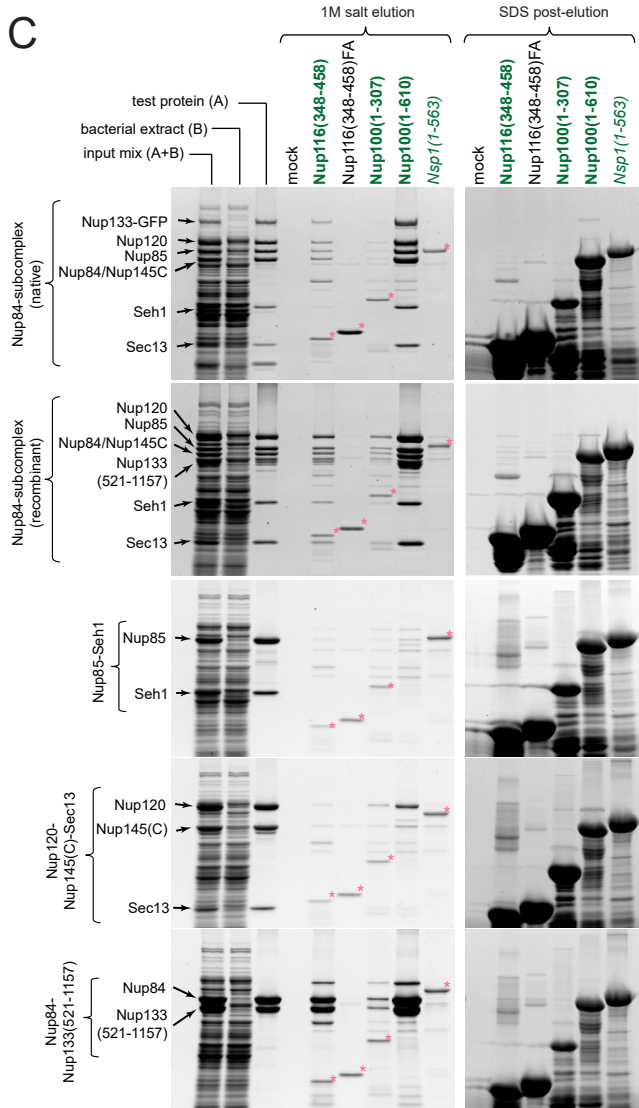 C
1M salt elution
SDS post-elution
test protein (A)
bacterial extract (B)
input mix (A+B)
mock
Nup116(348-458)
Nup116(348-458)FA
Nup100(1-307)
Nup100(1-610)
Nsp1(1-563)
Nup116(348-458)
Nup116(348-458)FA
Nup100(1-307)
Nup100(1-610)
Nsp1(1-563)
Nup84-subcomplex
(native)
Nup133-GFP
Nup120
Nup85
Nup84/Nup145C
Seh1
Sec13
*
*
*
*
Nup84-subcomplex
(recombinant)
Nup120
Nup85
Nup84/Nup145C
Nup133
(521-1157)
Seh1
Sec13
*
*
*
*
Nup85-Seh1
Nup85
Seh1
*
*
*
*
Nup120-
Nup145(C)-Sec13
Nup120
Nup145(C)
Sec13
*
*
*
*
Nup84-
Nup133(521-1157)
Nup84
Nup133
(521-1157)
*
*
*
*